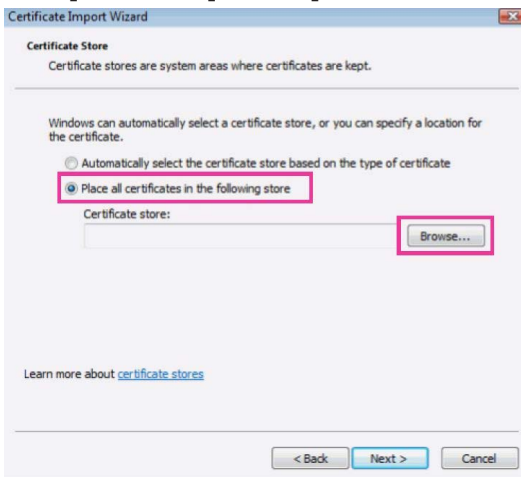 Certificate Import Wizard
Certificate Store
Certificate stores are system areas where certificates are kept.
Windows can automatically select a certificate store, or you can specify a location for
the certificate.
Automatically select the certificate store based on the type of certificate
Place all certificates in the following store
Certificate store:
Browse...
Learn more about certificate stores
< Back Next > Cancel